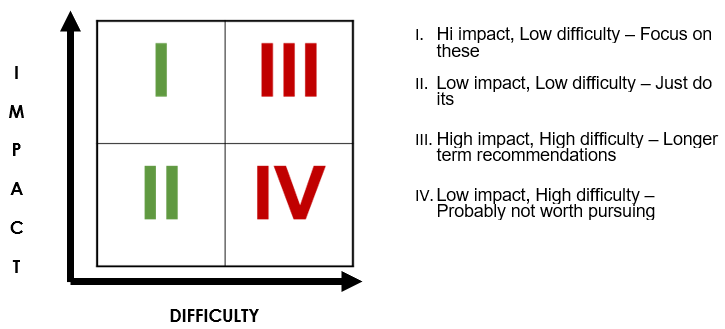 I
M
P
A
C
T
I III
II IV
DIFFICULTY
I. Hi impact, Low difficulty – Focus on
these
II. Low impact, Low difficulty – Just do
its
III. High impact, High difficulty – Longer
term recommendations
IV. Low impact, High difficulty –
Probably not worth pursuing